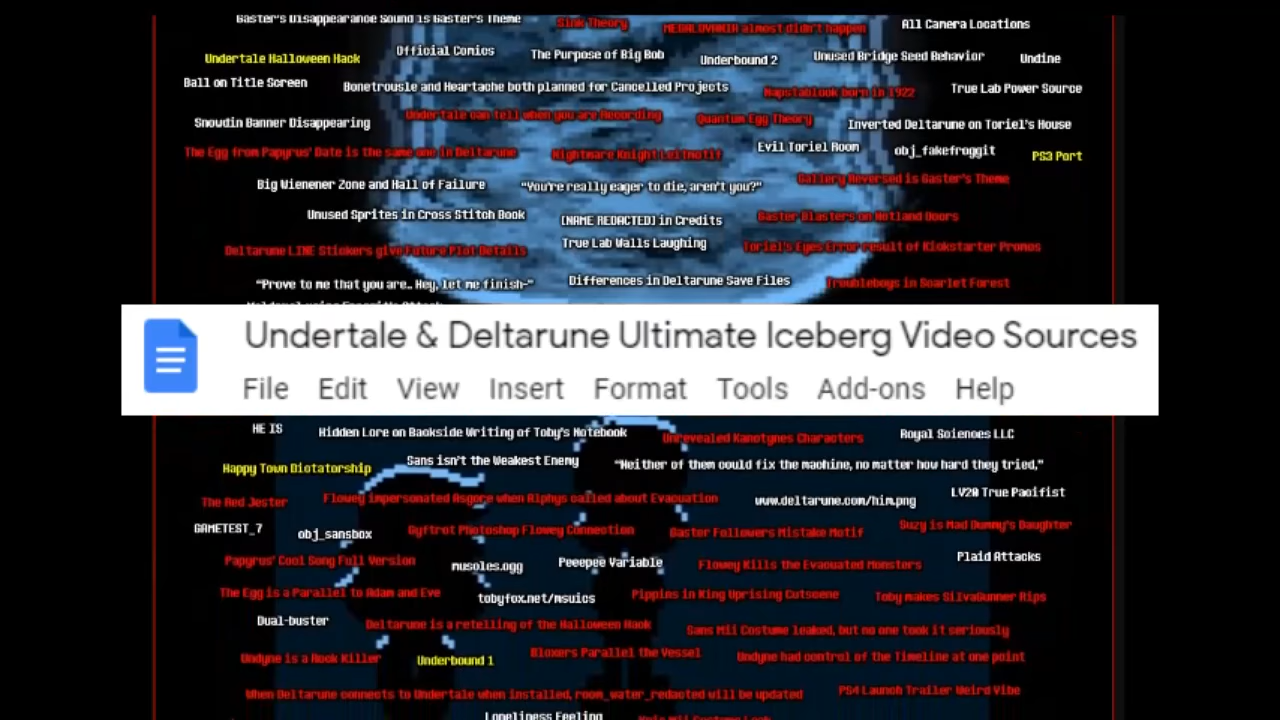 Gaster's Disappearance Sound is Gaster's Theme
Sink Theory
MEGALOVANIA almost didn't happen
All Camera Locations
Undertale Halloween Hack
Official Comics
The Purpose of Big Bob
Underbound 2
Unused Bridge Seed Behavior
Undine
Ball on Title Screen
Bonetrousle and Heartache both planned for Cancelled Projects
Napstablook born in 1922
True Lab Power Source
Snowdin Banner Disappearing
Undertale can tell when you are Recording
Quantum Egg Theory
Inverted Deltarune on Toriel's House
The Egg from Papyrus' Date is the same one in Deltarune
Nightmare Knight Leitmotif
Evil Toriel Room
obj_fakefroggit
PS3 Port
Big Wienener Zone and Hall of Failure
"You're really eager to die, aren't you?"
Gallery Reversed is Gaster's Theme
Unused Sprites in Cross Stitch Book
[NAME REDACTED] in Credits
Gaster Blasters on Hotland Doors
Deltarune LINE Stickers give Future Plot Details
True Lab Walls Laughing
Toriel's Eyes Error result of Kickstarter Promos
"Prove to me that you are.. Hey, let me finish-"
Differences in Deltarune Save Files
Troubleboys in Scarlet Forest
Undertale & Deltarune Ultimate Iceberg Video Sources
File Edit View Insert Format Tools Add-ons Help
HE IS
Hidden Lore on Backside Writing of Toby's Notebook
Unrevealed Kanotynes Characters
Royal Sciences LLC
Happy Town Dictatorship
Sans isn't the Weakest Enemy
"Neither of them could fix the machine, no matter how hard they tried,"
The Red Jester
Flowey impersonated Asgore when Alphys called about Evacuation
www.deltarune.com/him.png
LV20 True Pacifist
GAMETEST_7
obj_sansbox
Gyftrot Photoshop Flowey Connection
Gaster Followers Mistake Motif
Suzy is Mad Dummy's Daughter
Papyrus' Cool Song Full Version
musoles.ogg
Peeepee Variable
Flowey Kills the Evacuated Monsters
Plaid Attacks
The Egg is a Parallel to Adam and Eve
tobyfox.net/msuics
Pippins in King Uprising Cutscene
Toby makes SilvaGunner Rips
Dual-buster
Deltarune is a retelling of the Halloween Hack
Sans Mii Costume leaked, but no one took it seriously
Undyne is a Rock Killer
Underbound 1
Bloxers Parallel the Vessel
Undyne had control of the Timeline at one point
When Deltarune connects to Undertale when installed, room_water_redacted will be updated
PS4 Launch Trailer Weird Vibe
Loneliness Feeling